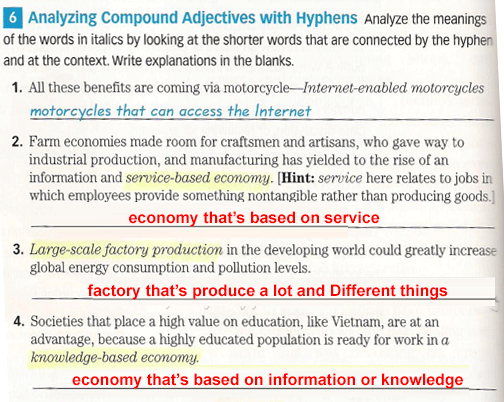 6 Analyzing Compound Adjectives with Hyphens Analyze the meanings
of the words in italics by looking at the shorter words that are connected by the hyphen
and at the context. Write explanations in the blanks.
1. All these benefits are coming via motorcycle—Internet-enabled motorcycles
motorcycles that can access the Internet
2. Farm economies made room for craftsmen and artisans, who gave way to
industrial production, and manufacturing has yielded to the rise of an
information and service-based economy. [Hint: service here relates to jobs in
which employees provide something nontangible rather than producing goods.]
economy that's based on service
3. Large-scale factory production in the developing world could greatly increase
global energy consumption and pollution levels.
factory that's produce a lot and Different things
4. Societies that place a high value on education, like Vietnam, are at an
advantage, because a highly educated population is ready for work in a
knowledge-based economy.
economy that's based on information or knowledge